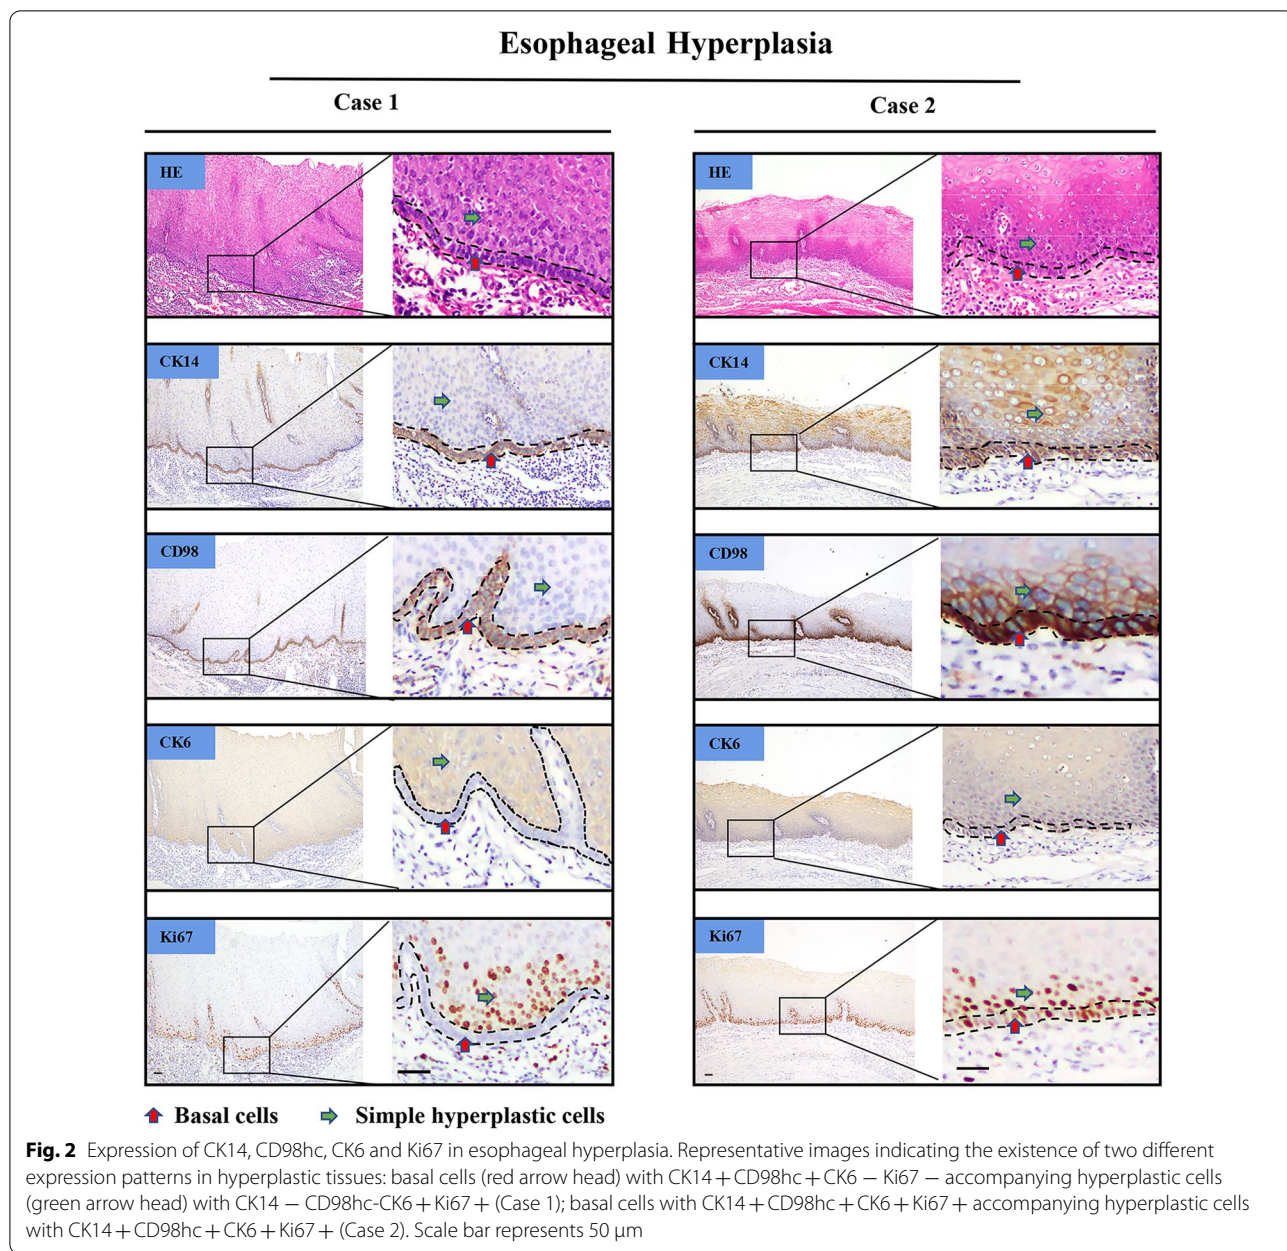 Esophageal Hyperplasia
Case 1
Case 2
HE
HE
CK14
CK14
CD98
CD98
CK6
CK6
Ki67
Ki67
Basal cells
Simple hyperplastic cells
Fig. 2 Expression of CK14, CD98hc, CK6 and Ki67 in esophageal hyperplasia. Representative images indicating the existence of two different
expression patterns in hyperplastic tissues: basal cells (red arrow head) with CK14 + CD98hc + CK6 − Ki67 − accompanying hyperplastic cells
(green arrow head) with CK14 − CD98hc-CK6 + Ki67 + (Case 1); basal cells with CK14 + CD98hc + CK6 + Ki67 + accompanying hyperplastic cells
with CK14 + CD98hc + CK6 + Ki67 + (Case 2). Scale bar represents 50 μm